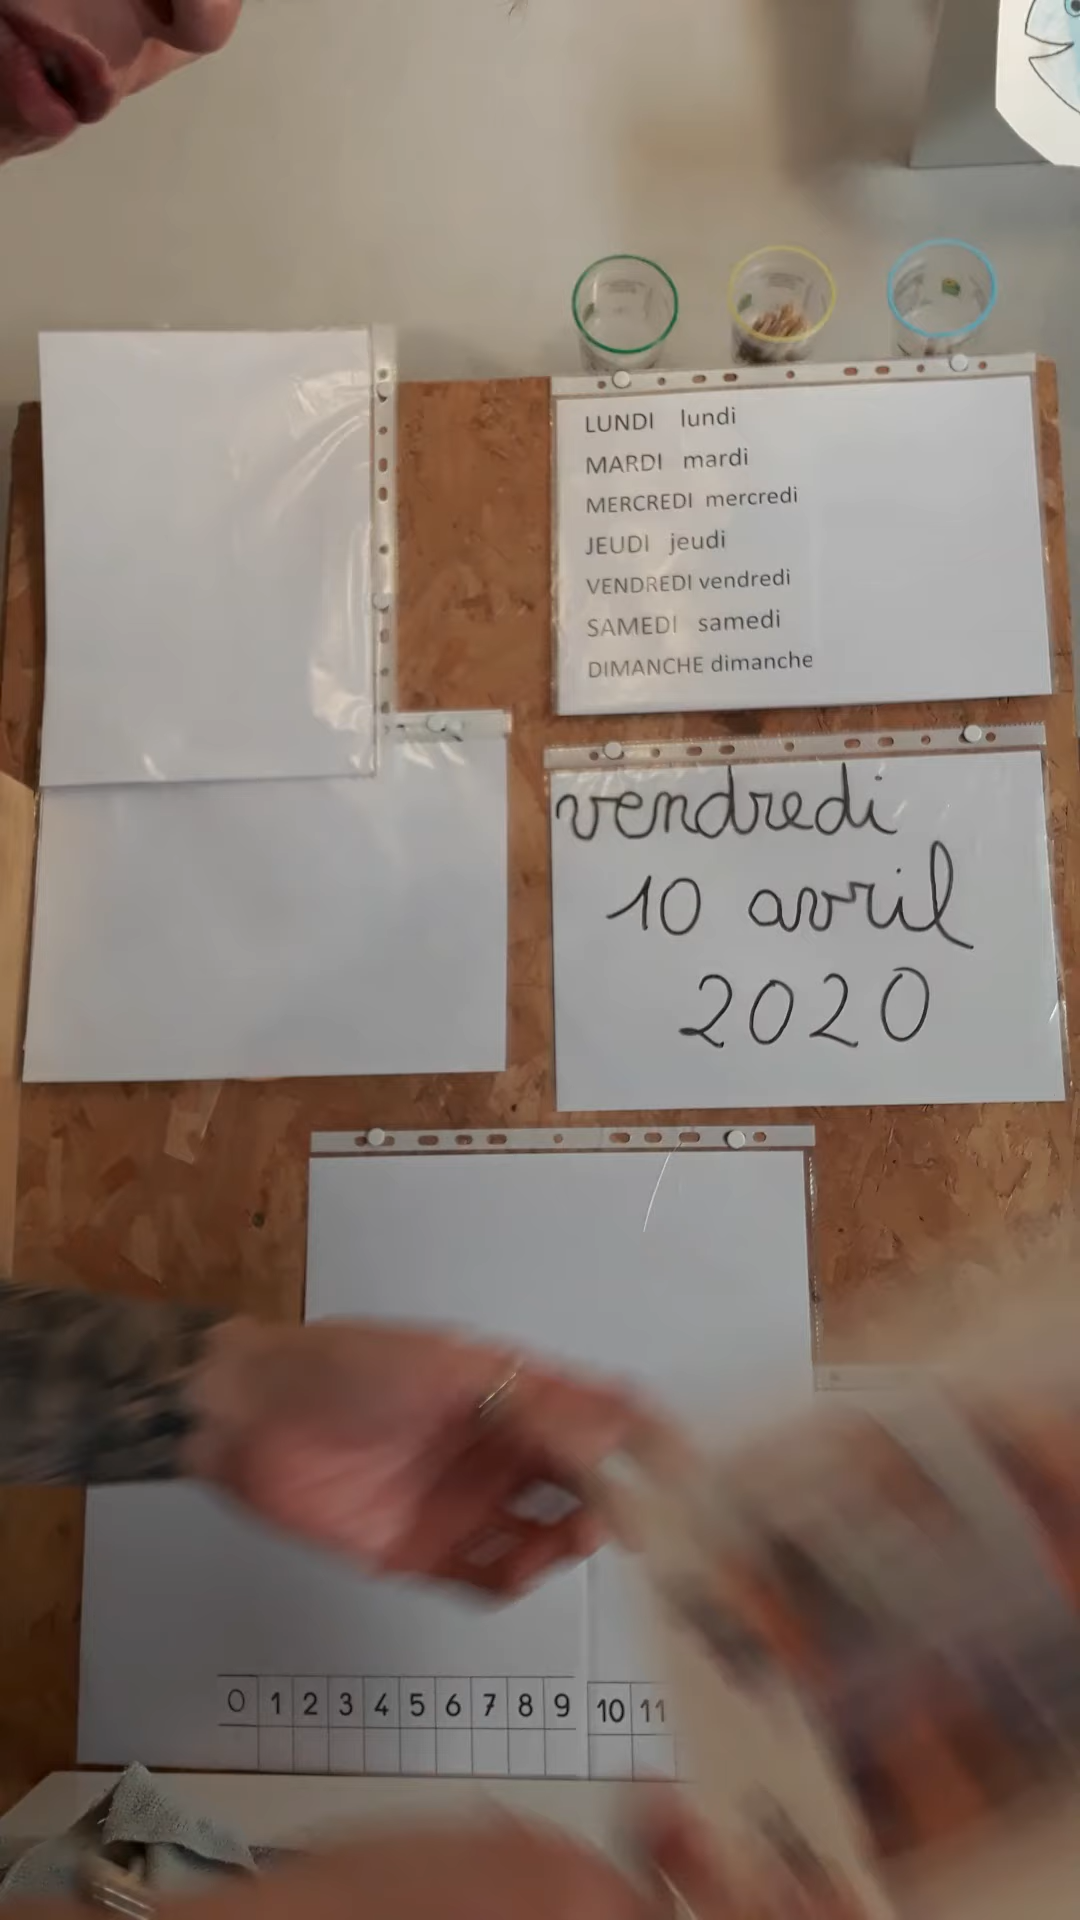 LUNDI lundi
MARDI mardi
MERCREDI mercredi
JEUDI jeudi
VENDREDI vendredi
SAMEDI samedi
DIMANCHE dimanche
vendredi
10 avril
2020
0 1 2 3 4 5 6 7 8 9 10 11